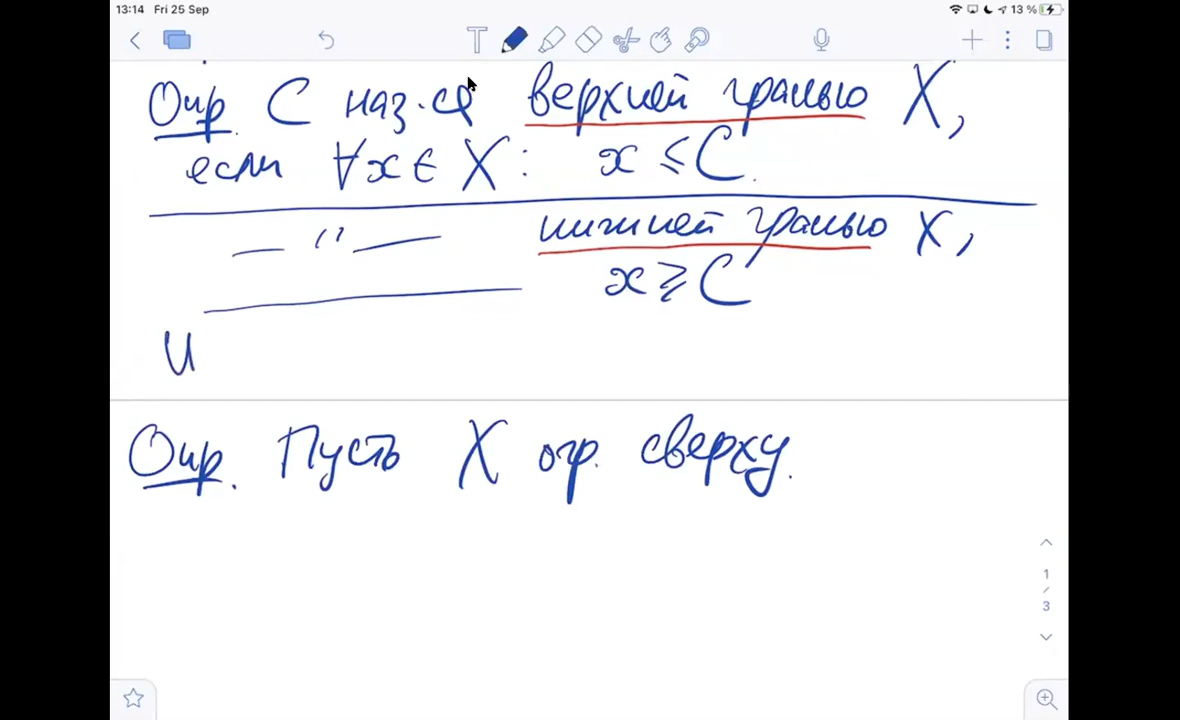 13:14 Fri 25 Sep 13 %
T
Опр. C наз-ся верхней гранью X,
если ∀x ∈ X: x ≤ C.
— " — нижней гранью X,
x ⩾ C
И
Опр. Пусть X огр. сверху.
1
/
3